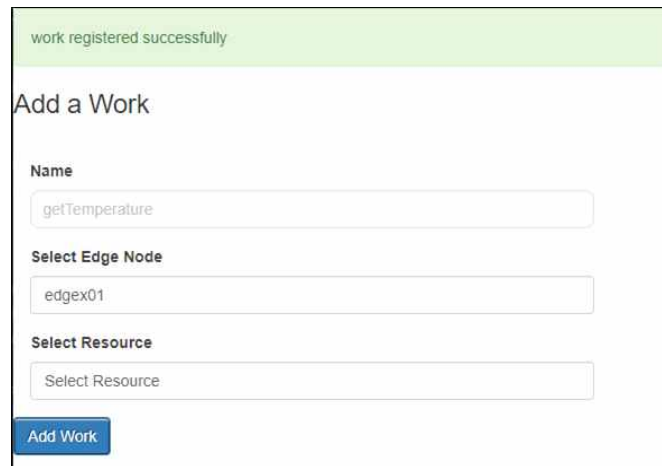 work registered successfully
Add a Work
Name
getTemperature
Select Edge Node
edgex01
Select Resource
Select Resource
Add Work